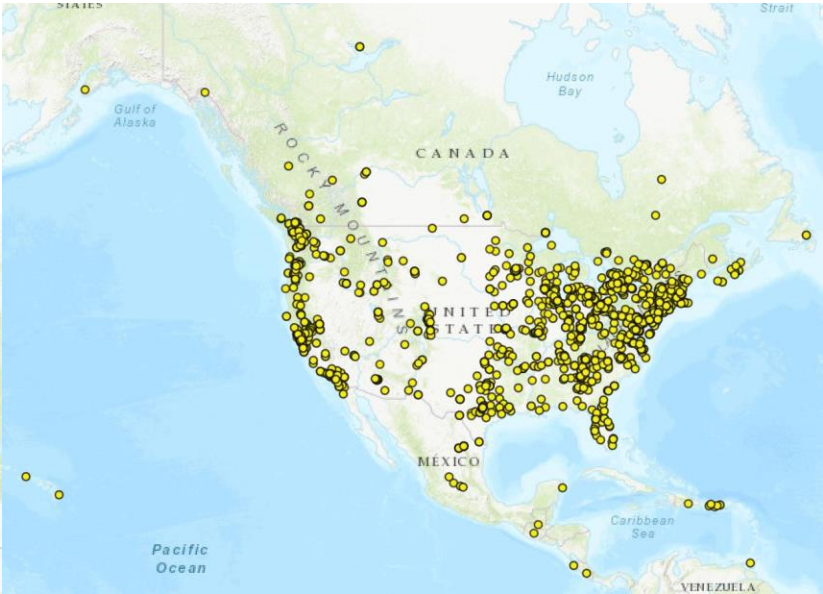 STATES
Strait
Hudson
Bay
Gulf of
Alaska
CANADA
ROCKY MOUNTAINS
UNITED
STATES
MÉXICO
Caribbean
Sea
Pacific
Ocean
VENEZUELA